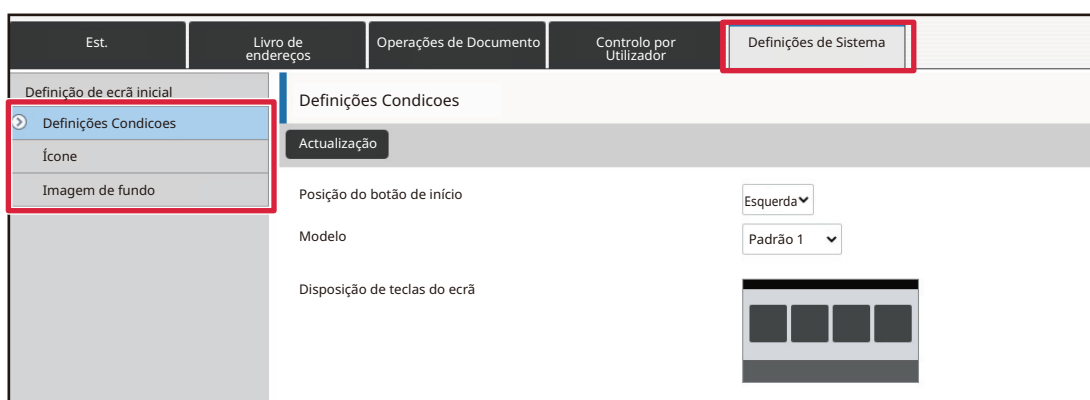 Est.
Livro de
endereços
Operações de Documento
Controlo por
Utilizador
Definições de Sistema
Definição de ecrã inicial
Definições Condicoes
Ícone
Imagem de fundo
Definições Condicoes
Actualização
Posição do botão de início
Esquerda
Modelo
Padrão 1
Disposição de teclas do ecrã